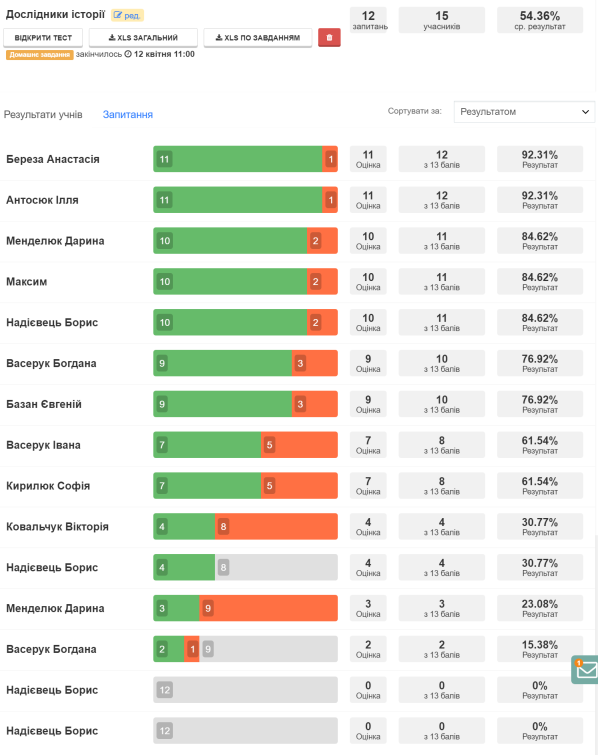 Дослідники історії ред.
12 запитань
15 учасників
54.36% ср. результат
ВІДКРИТИ ТЕСТ XLS ЗАГАЛЬНИЙ XLS ПО ЗАВДАННЯМ
Домашнє завдання закінчилось 12 квітня 11:00
Результати учнів Запитання Сортувати за: Результатом
Береза Анастасія 11 1 11 12 92.31%
Оцінка з 13 балів Результат
Антосюк Ілля 11 1 11 12 92.31%
Оцінка з 13 балів Результат
Менделюк Дарина 10 2 10 11 84.62%
Оцінка з 13 балів Результат
Максим 10 2 10 11 84.62%
Оцінка з 13 балів Результат
Надієвець Борис 10 2 10 11 84.62%
Оцінка з 13 балів Результат
Васерук Богдана 9 3 9 10 76.92%
Оцінка з 13 балів Результат
Базан Євгеній 9 3 9 10 76.92%
Оцінка з 13 балів Результат
Васерук Івана 7 5 7 8 61.54%
Оцінка з 13 балів Результат
Кирилюк Софія 7 5 7 8 61.54%
Оцінка з 13 балів Результат
Ковальчук Вікторія 4 8 4 4 30.77%
Оцінка з 13 балів Результат
Надієвець Борис 4 8 4 4 30.77%
Оцінка з 13 балів Результат
Менделюк Дарина 3 9 3 3 23.08%
Оцінка з 13 балів Результат
Васерук Богдана 2 1 9 2 2 15.38%
Оцінка з 13 балів Результат
1
Надієвець Борис 12 0 0 0%
Оцінка з 13 балів Результат
Надієвець Борис 12 0 0 0%
Оцінка з 13 балів Результат